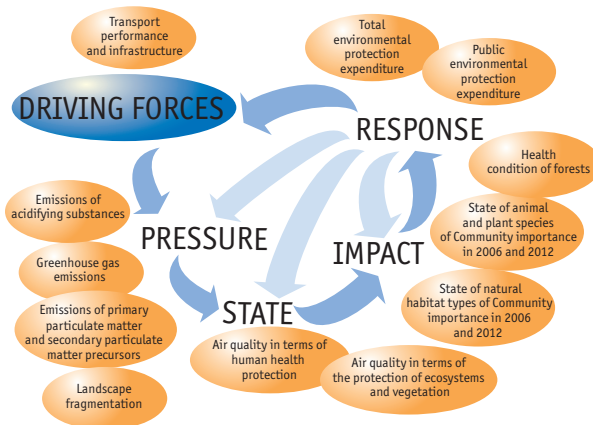 Transport
performance
and infrastructure
Total
environmental
protection
expenditure
Public
environmental
protection
expenditure
DRIVING FORCES
RESPONSE
Health
condition of forests
Emissions of
acidifying substances
State of animal
and plant species
of Community importance
in 2006 and 2012
PRESSURE
IMPACT
Greenhouse gas
emissions
State of natural
habitat types of Community
importance in 2006
and 2012
Emissions of primary
particulate matter
and secondary particulate
matter precursors
STATE
Air quality in terms of
human health
protection
Air quality in terms of
the protection of ecosystems
and vegetation
Landscape
fragmentation